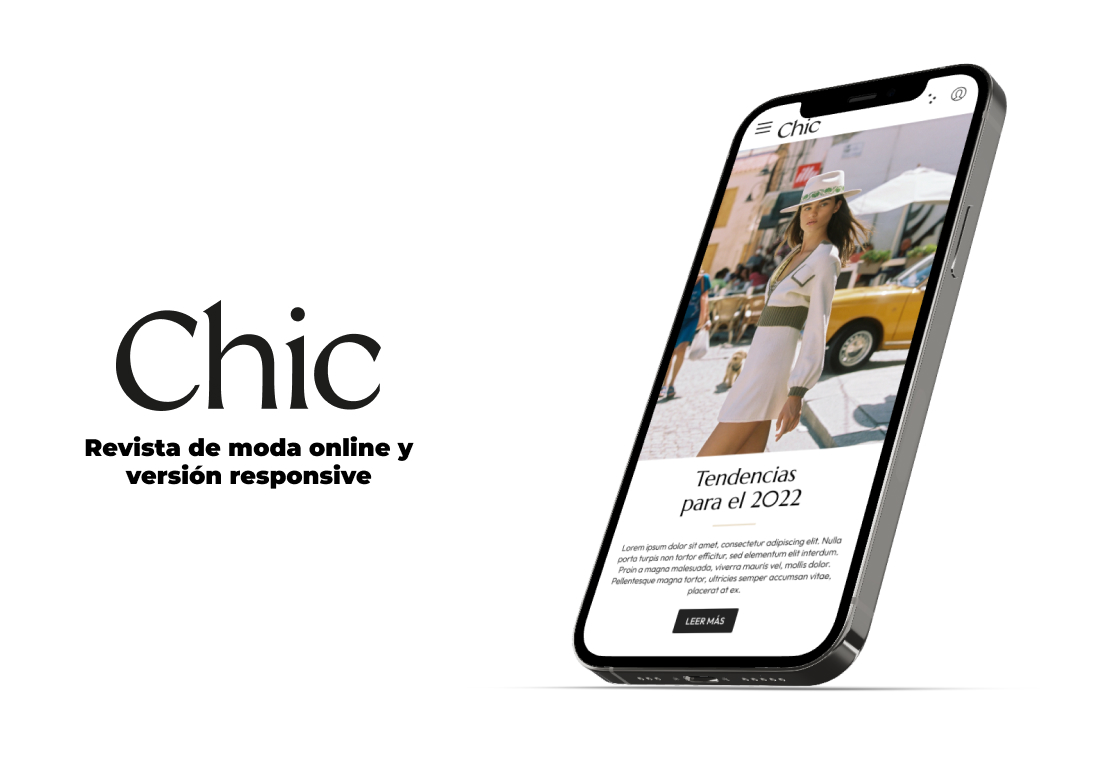 Chic
Revista de moda online y
versión responsive
Chic
illy
Tendencias
para el 2022
Lorem ipsum dolor sit amet, consectetur adipiscing elit. Nulla
porta turpis non tortor efficitur, sed elementum elit interdum.
Proin a magna malesuada, viverra mauris vel, mollis dolor.
Pellentesque magna tortor, ultricies semper accumsan vitae,
placerat at ex.
LEER MÁS